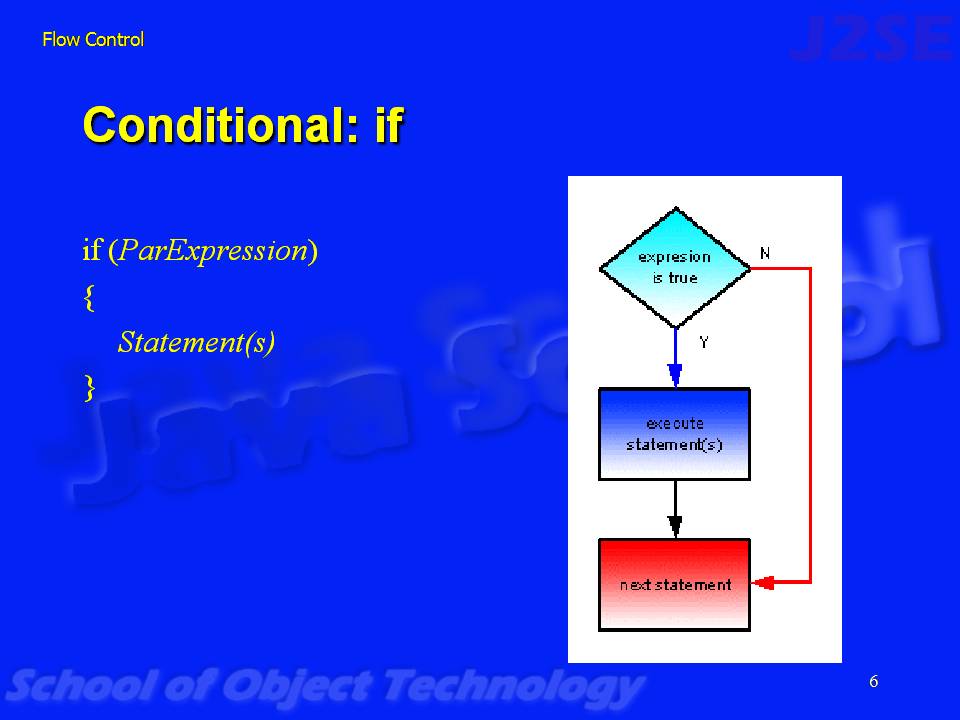 Flow Control
J2SE
Conditional: if
if (ParExpression)
{
Statement(s)
}
Java School
expresion
is true
N
Y
execute
statement(s)
next statement
School of Object Technology
6